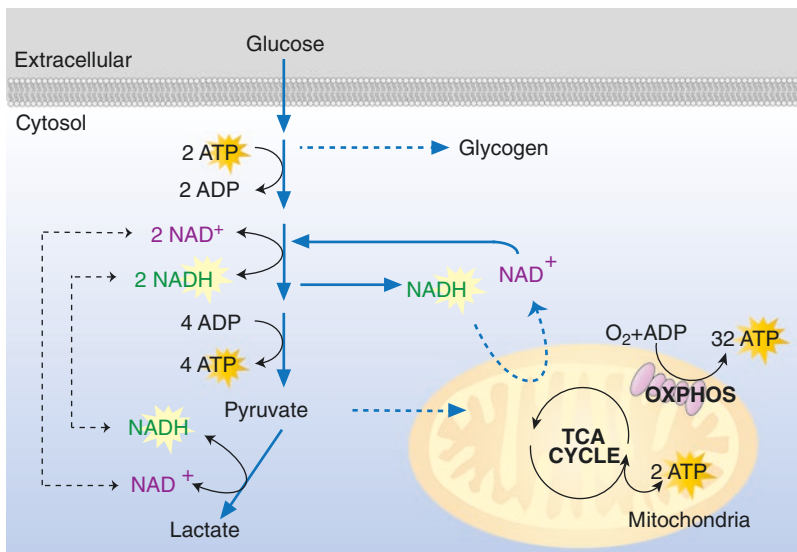 Glucose
Extracellular
Cytosol
2 ATP
Glycogen
2 ADP
2 NAD+
2 NADH
NADH
NAD+
4 ADP
O2+ADP
32 ATP
4 ATP
OXPHOS
Pyruvate
NADH
TCA
CYCLE
2 ATP
NAD +
Mitochondria
Lactate